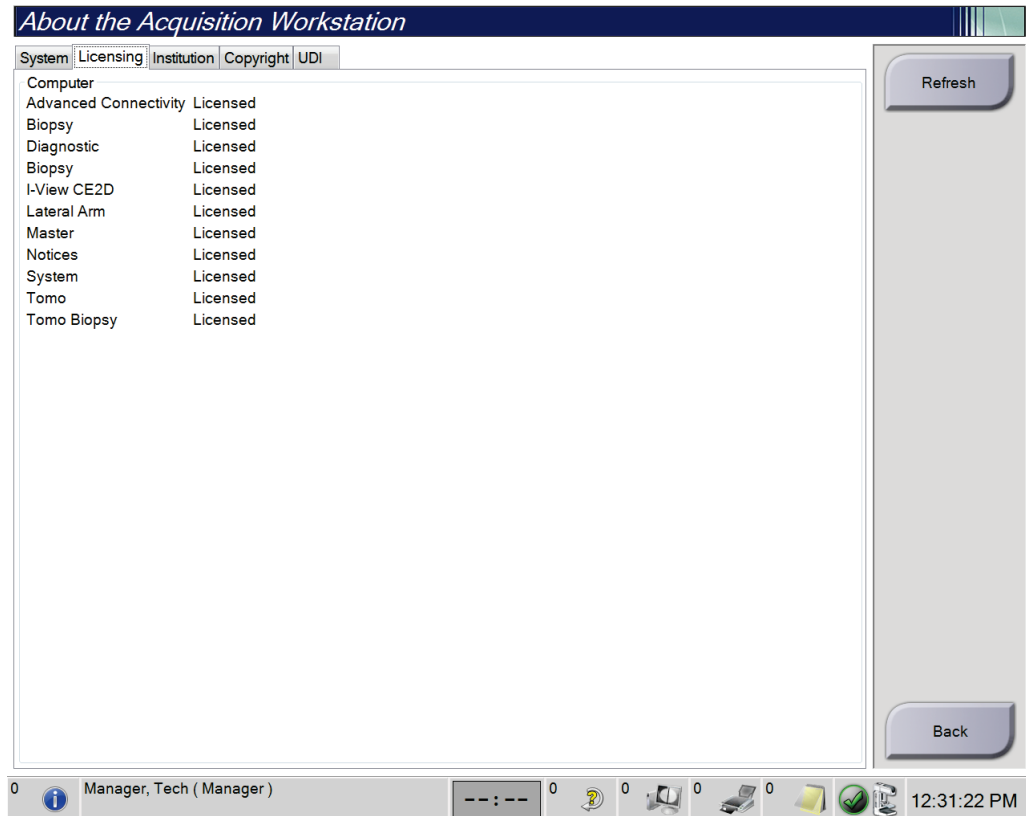 About the Acquisition Workstation
System Licensing Institution Copyright UDI
Computer
Advanced Connectivity Licensed
Biopsy Licensed
Diagnostic Licensed
Biopsy Licensed
I-View CE2D Licensed
Lateral Arm Licensed
Master Licensed
Notices Licensed
System Licensed
Tomo Licensed
Tomo Biopsy Licensed
Refresh
Back
0 Manager, Tech ( Manager ) --:-- 0 0 0 0 12:31:22 PM